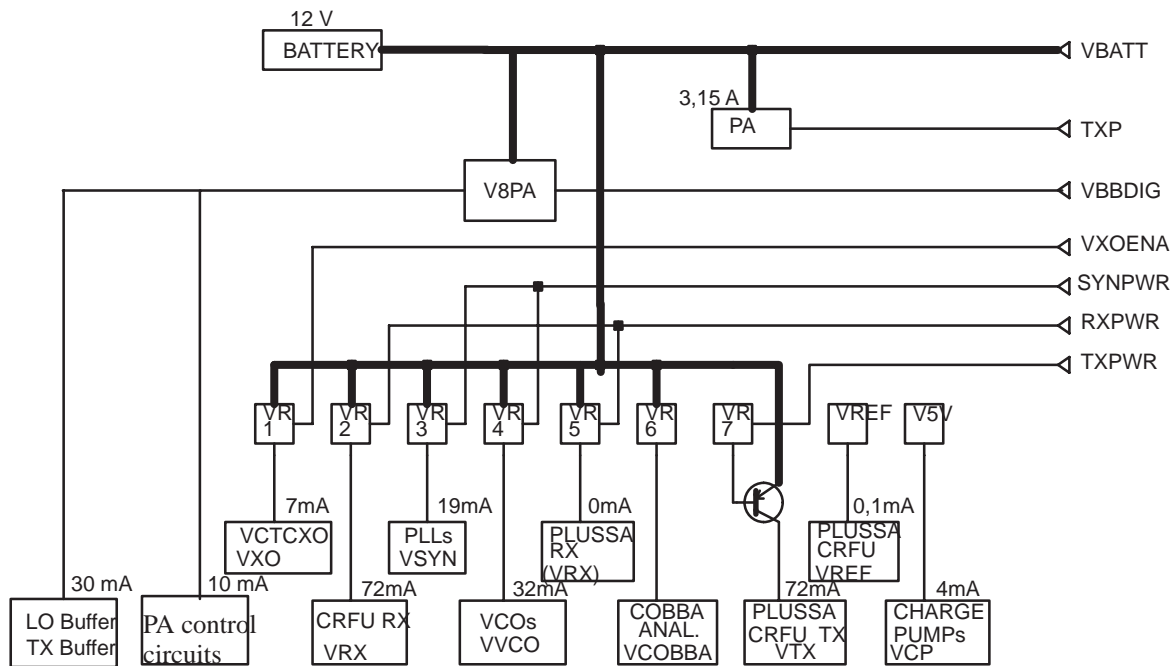 12 V
BATTERY
VBATT
3,15 A
PA
TXP
V8PA
VBBDIG
VXOENA
SYNPWR
RXPWR
TXPWR
VR
1
VR
2
VR
3
VR
4
VR
5
VR
6
VR
7
VREF
V5V
7mA
19mA
0mA
0,1mA
VCTCXO
VXO
PLLs
VSYN
PLUSSA
RX
(VRX)
PLUSSA
CRFU
VREF
30 mA
10 mA
72mA
32mA
72mA
4mA
LO Buffer
TX Buffer
PA control
circuits
CRFU RX
VRX
VCOs
VVCO
COBBA
ANAL.
VCOBBA
PLUSSA
CRFU TX
VTX
CHARGE
PUMPs
VCP